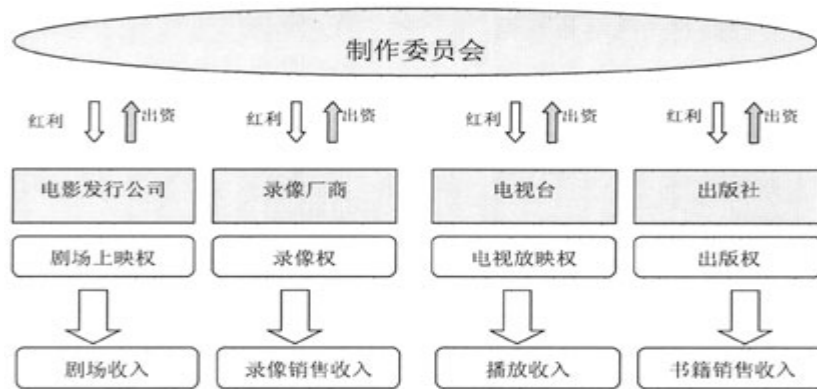 制作委员会
红利 出资 红利 出资 红利 出资 红利 出资
电影发行公司 录像厂商 电视台 出版社
剧场上映权 录像权 电视放映权 出版权
剧场收入 录像销售收入 播放收入 书籍销售收入